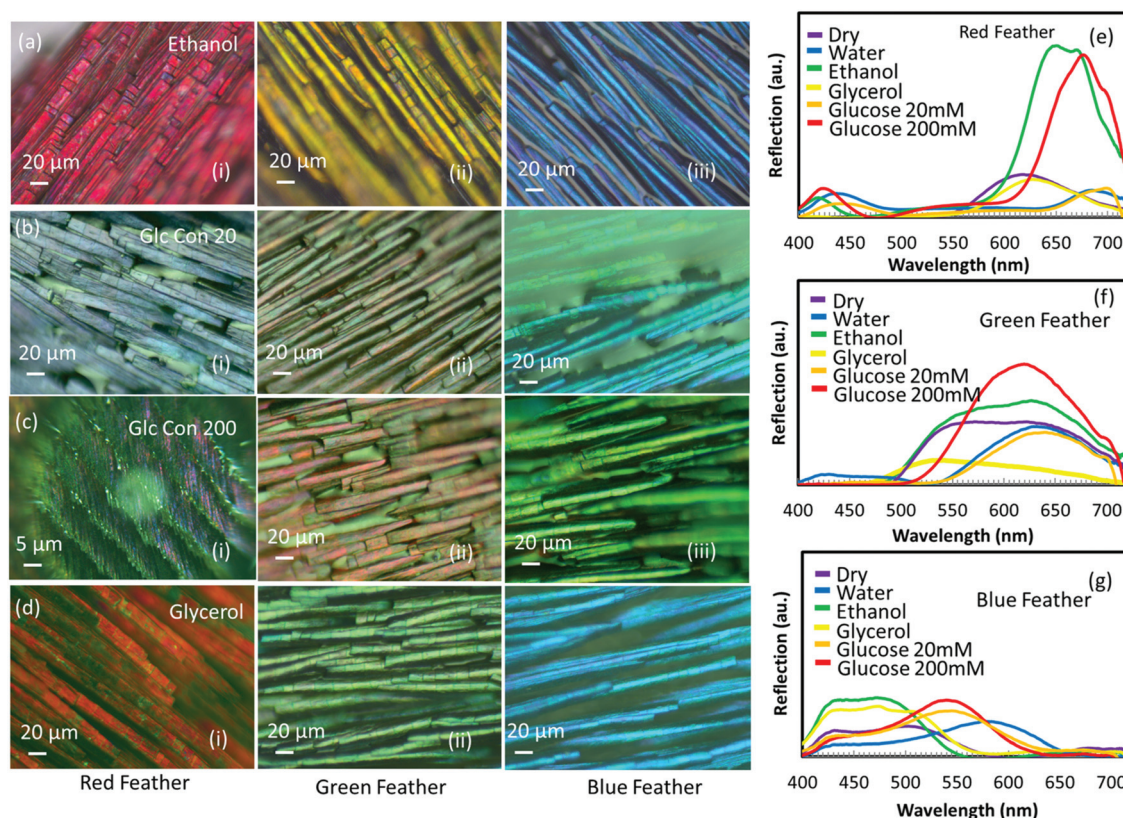 (a)
Ethanol
20 µm
(i)
20 µm
(ii)
20 µm
(iii)
(b)
Glc Con 20
20 µm
(i)
20 µm
(ii)
20 µm
(c)
Glc Con 200
5 µm
(i)
20 µm
(ii)
20 µm
(iii)
(d)
Glycerol
20 µm
(i)
20 µm
(ii)
20 µm
Red Feather
Green Feather
Blue Feather
(e)
Red Feather
Dry
Water
Ethanol
Glycerol
Glucose 20mM
Glucose 200mM
Reflection (au.)
400 450 500 550 600 650 700
Wavelength (nm)
(f)
Green Feather
Dry
Water
Ethanol
Glycerol
Glucose 20mM
Glucose 200mM
Reflection (au.)
400 450 500 550 600 650 700
Wavelength (nm)
(g)
Blue Feather
Dry
Water
Ethanol
Glycerol
Glucose 20mM
Glucose 200mM
Reflection (au.)
400 450 500 550 600 650 700
Wavelength (nm)